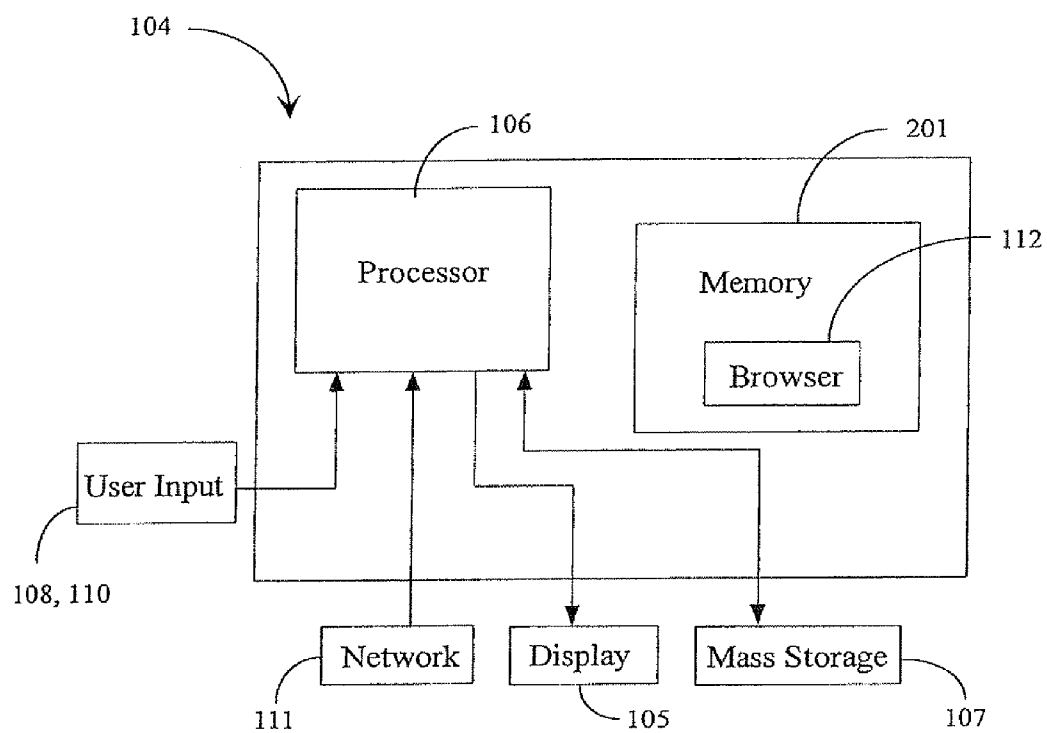 104
106
201
112
Processor
Memory
Browser
User Input
108, 110
Network
Display
Mass Storage
111
105
107